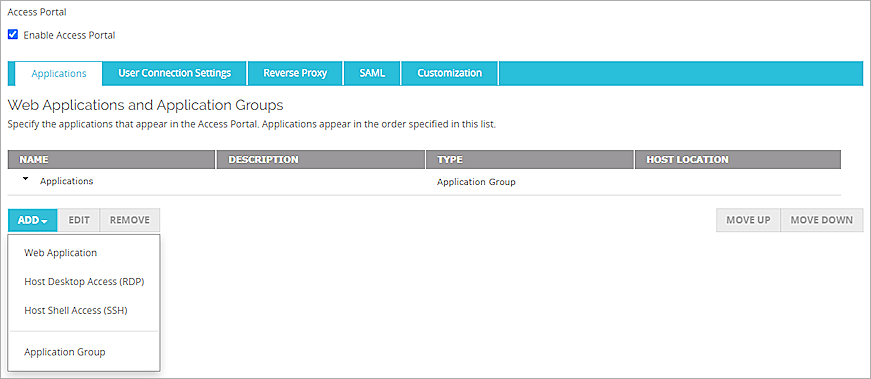 Access Portal
Enable Access Portal
Applications User Connection Settings Reverse Proxy SAML Customization
Web Applications and Application Groups
Specify the applications that appear in the Access Portal. Applications appear in the order specified in this list.
NAME DESCRIPTION TYPE HOST LOCATION
Applications Application Group
ADD EDIT REMOVE MOVE UP MOVE DOWN
Web Application
Host Desktop Access (RDP)
Host Shell Access (SSH)
Application Group